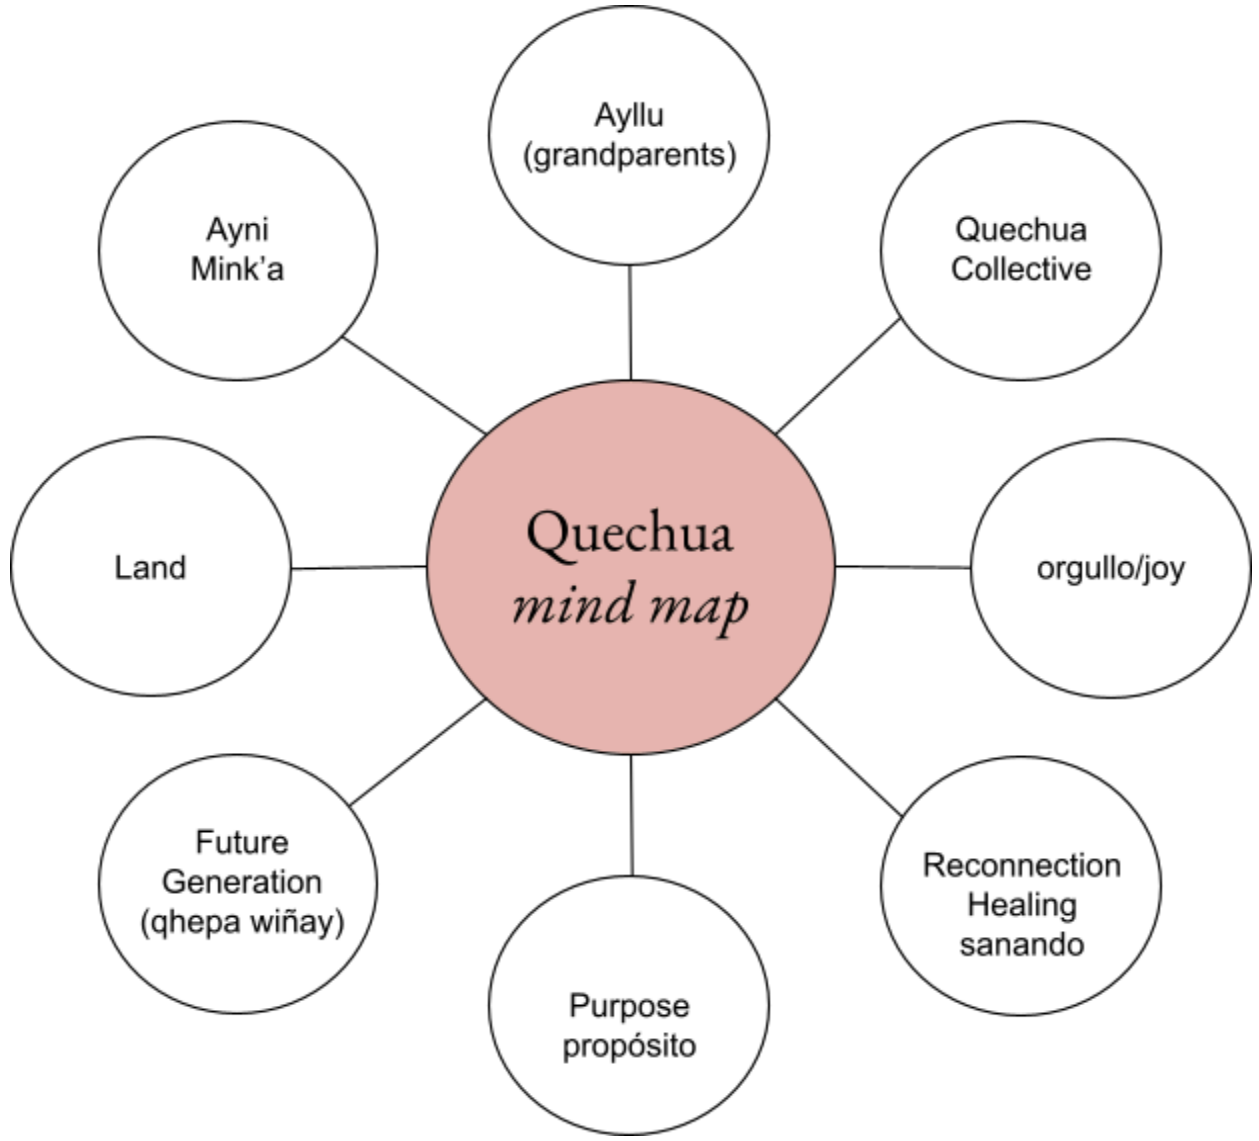 Ayllu
(grandparents)
Quechua
Collective
orgullo/joy
Reconnection
Healing
sanando
Purpose
propósito
Future
Generation
(qhepa wiñay)
Land
Ayni
Mink’a
Quechua
mind map